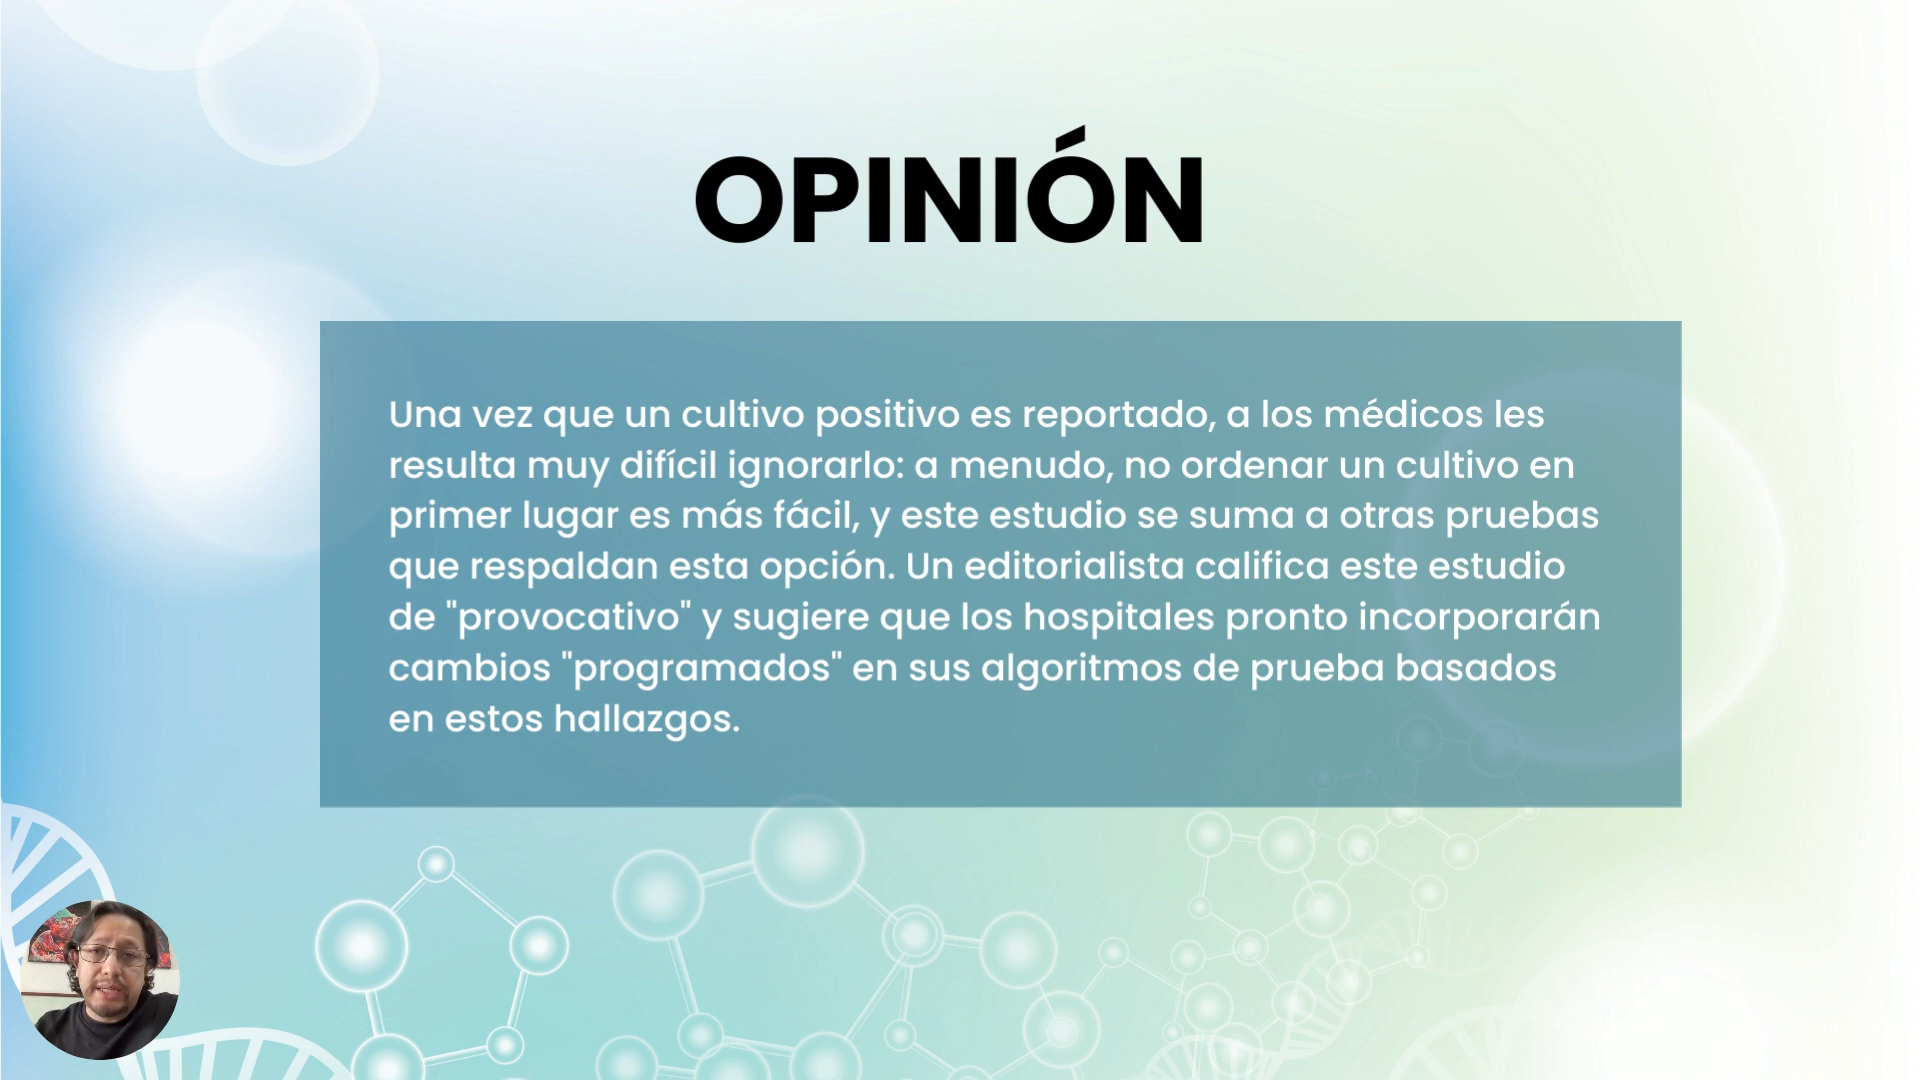 OPINIÓN
Una vez que un cultivo positivo es reportado, a los médicos les
resulta muy difícil ignorarlo: a menudo, no ordenar un cultivo en
primer lugar es más fácil, y este estudio se suma a otras pruebas
que respaldan esta opción. Un editorialista califica este estudio
de "provocativo" y sugiere que los hospitales pronto incorporarán
cambios "programados" en sus algoritmos de prueba basados
en estos hallazgos.